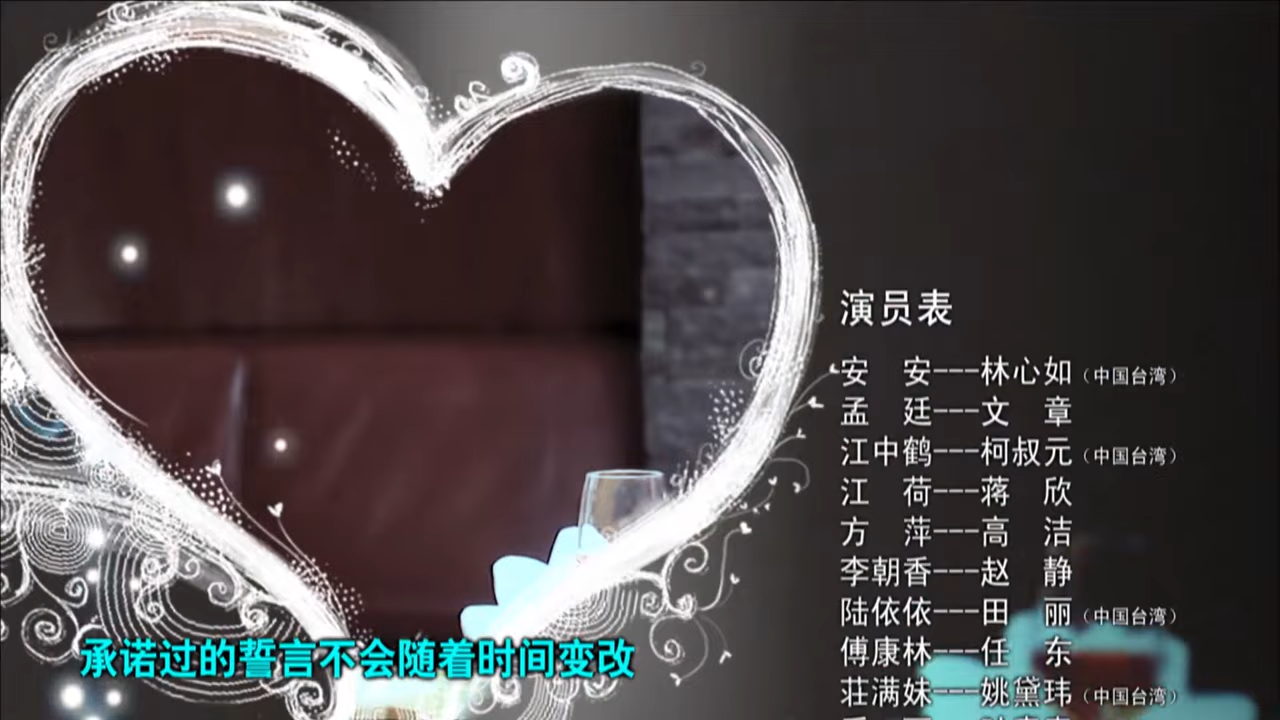 演员表
安 安---林心如(中国台湾)
孟 廷---文 章
江中鹤---柯叔元(中国台湾)
江 荷---蒋 欣
方 萍---高 洁
李朝香---赵 静
陆依依---田 丽(中国台湾)
傅康林---任 东
庄满妹---姚黛玮(中国台湾)
承诺过的誓言不会随着时间变改